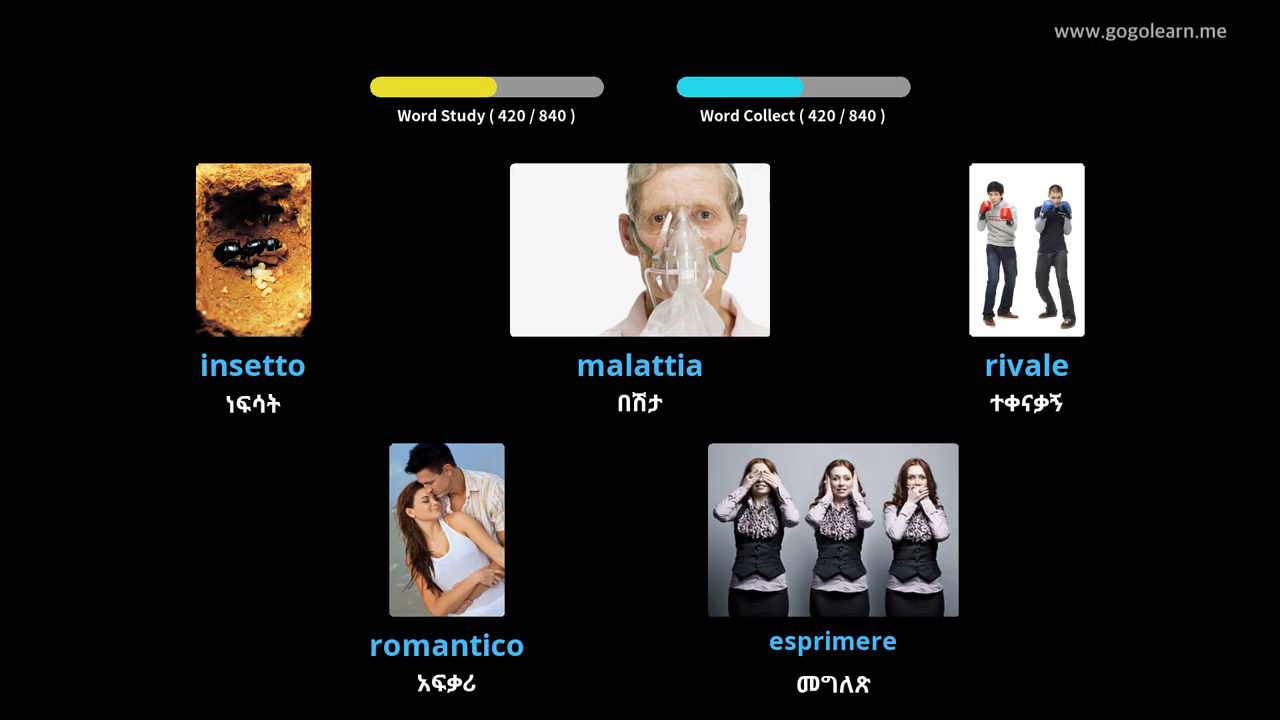 www.gogolearn.me
Word Study ( 420 / 840 )
Word Collect ( 420 / 840 )
insetto
ነፍሳት
malattia
በሽታ
rivale
ተቀናቃኝ
romantico
አፍቃሪ
esprimere
መግለጽ